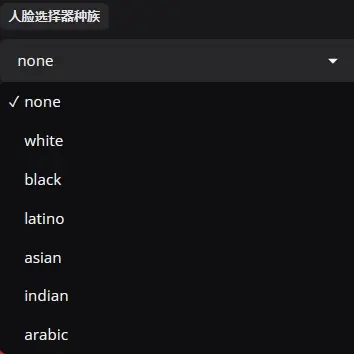 人脸选择器种族
none
✓ none
white
black
latino
asian
indian
arabic